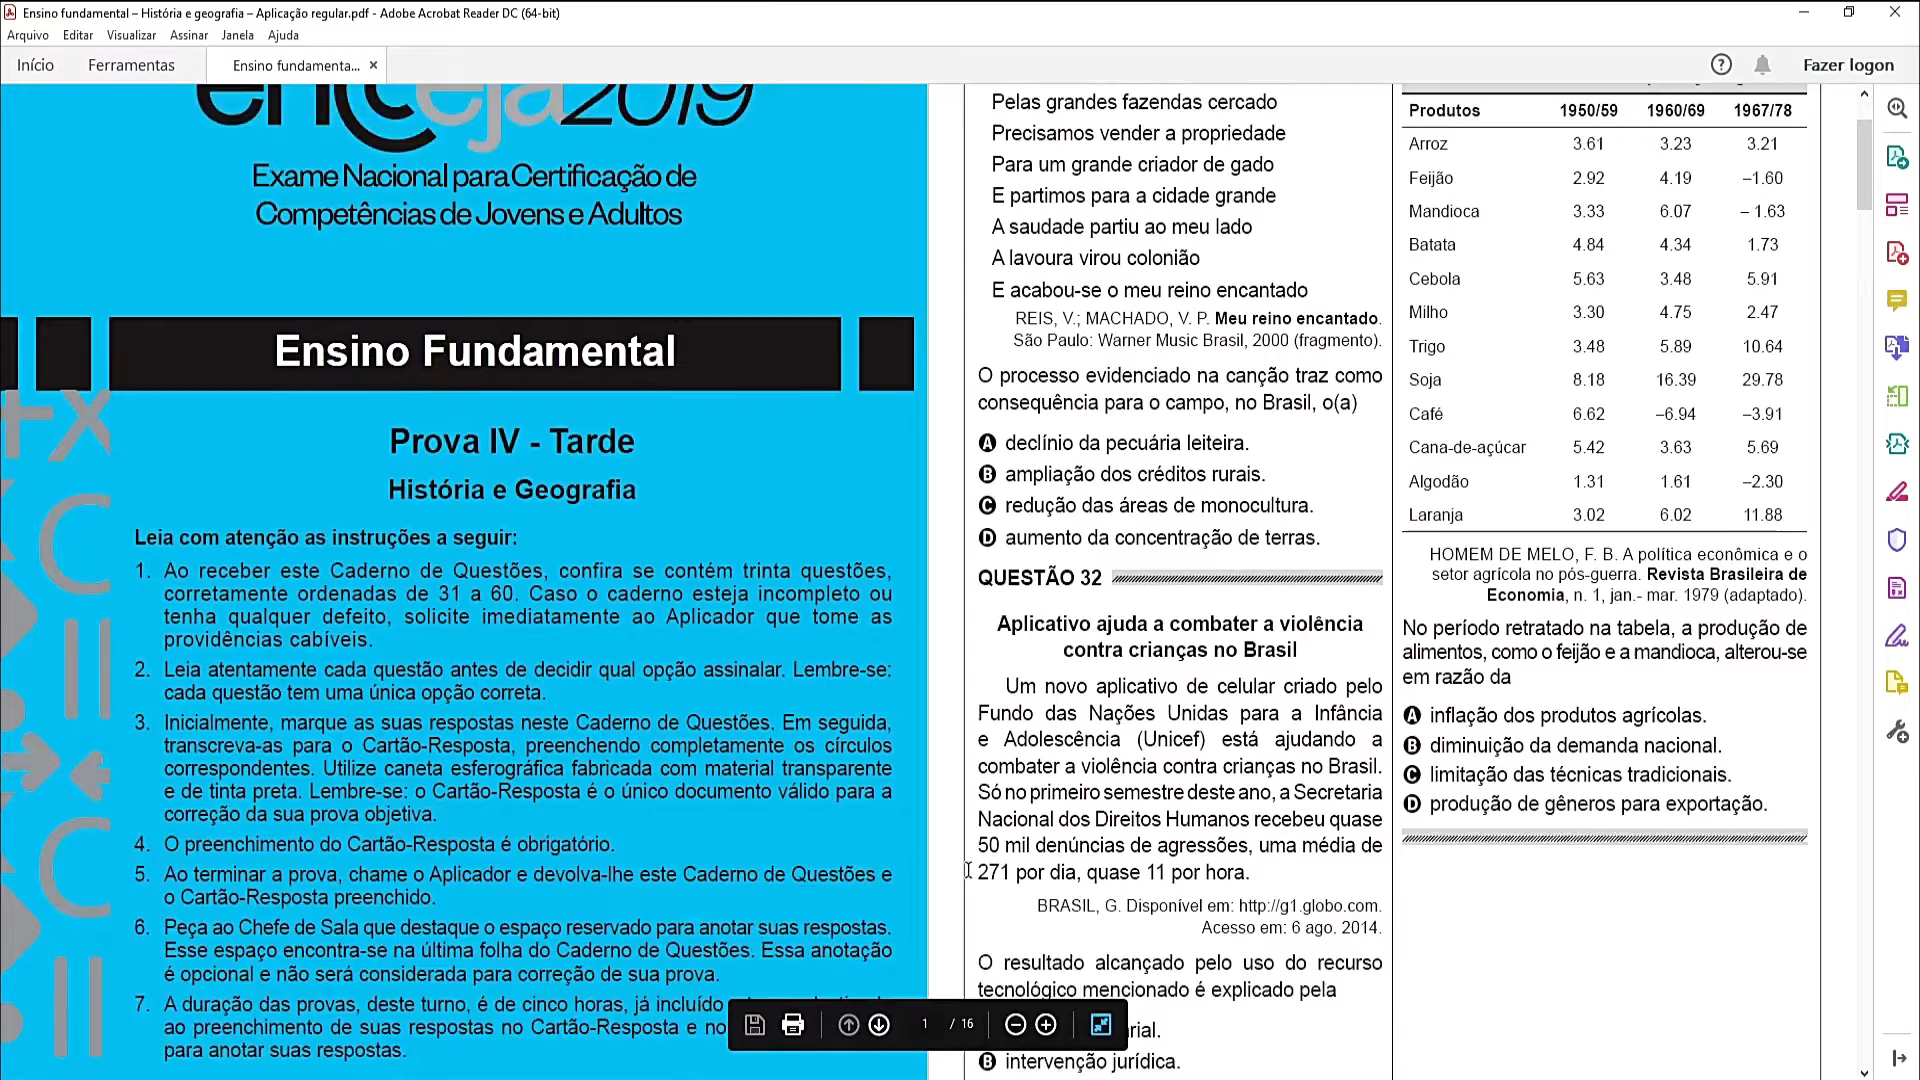 Ensino fundamental – História e geografia – Aplicação regular.pdf - Adobe Acrobat Reader DC (64-bit)
Arquivo Editar Visualizar Assinar Janela Ajuda
Início Ferramentas Ensino fundamenta... × Fazer logon
encceja2019
Exame Nacional para Certificação de
Competências de Jovens e Adultos
Ensino Fundamental
Prova IV - Tarde
História e Geografia
Leia com atenção as instruções a seguir:
1. Ao receber este Caderno de Questões, confira se contém trinta questões,
corretamente ordenadas de 31 a 60. Caso o caderno esteja incompleto ou
tenha qualquer defeito, solicite imediatamente ao Aplicador que tome as
providências cabíveis.
2. Leia atentamente cada questão antes de decidir qual opção assinalar. Lembre-se:
cada questão tem uma única opção correta.
3. Inicialmente, marque as suas respostas neste Caderno de Questões. Em seguida,
transcreva-as para o Cartão-Resposta, preenchendo completamente os círculos
correspondentes. Utilize caneta esferográfica fabricada com material transparente
e de tinta preta. Lembre-se: o Cartão-Resposta é o único documento válido para a
correção da sua prova objetiva.
4. O preenchimento do Cartão-Resposta é obrigatório.
5. Ao terminar a prova, chame o Aplicador e devolva-lhe este Caderno de Questões e
o Cartão-Resposta preenchido.
6. Peça ao Chefe de Sala que destaque o espaço reservado para anotar suas respostas.
Esse espaço encontra-se na última folha do Caderno de Questões. Essa anotação
é opcional e não será considerada para correção de sua prova.
7. A duração das provas, deste turno, é de cinco horas, já incluído
ao preenchimento de suas respostas no Cartão-Resposta e no
para anotar suas respostas.
Pelas grandes fazendas cercado
Precisamos vender a propriedade
Para um grande criador de gado
E partimos para a cidade grande
A saudade partiu ao meu lado
A lavoura virou colonião
E acabou-se o meu reino encantado
REIS, V.; MACHADO, V. P. Meu reino encantado.
São Paulo: Warner Music Brasil, 2000 (fragmento).
O processo evidenciado na canção traz como
consequência para o campo, no Brasil, o(a)
A declínio da pecuária leiteira.
B ampliação dos créditos rurais.
C redução das áreas de monocultura.
D aumento da concentração de terras.
QUESTÃO 32
Aplicativo ajuda a combater a violência
contra crianças no Brasil
Um novo aplicativo de celular criado pelo
Fundo das Nações Unidas para a Infância
e Adolescência (Unicef) está ajudando a
combater a violência contra crianças no Brasil.
Só no primeiro semestre deste ano, a Secretaria
Nacional dos Direitos Humanos recebeu quase
50 mil denúncias de agressões, uma média de
271 por dia, quase 11 por hora.
BRASIL, G. Disponível em: http://g1.globo.com.
Acesso em: 6 ago. 2014.
O resultado alcançado pelo uso do recurso
tecnológico mencionado é explicado pela
B intervenção jurídica.
Produtos 1950/59 1960/69 1967/78
Arroz 3.61 3.23 3.21
Feijão 2.92 4.19 –1.60
Mandioca 3.33 6.07 – 1.63
Batata 4.84 4.34 1.73
Cebola 5.63 3.48 5.91
Milho 3.30 4.75 2.47
Trigo 3.48 5.89 10.64
Soja 8.18 16.39 29.78
Café 6.62 –6.94 –3.91
Cana-de-açúcar 5.42 3.63 5.69
Algodão 1.31 1.61 –2.30
Laranja 3.02 6.02 11.88
HOMEM DE MELO, F. B. A política econômica e o
setor agrícola no pós-guerra. Revista Brasileira de
Economia, n. 1, jan.- mar. 1979 (adaptado).
No período retratado na tabela, a produção de
alimentos, como o feijão e a mandioca, alterou-se
em razão da
A inflação dos produtos agrícolas.
B diminuição da demanda nacional.
C limitação das técnicas tradicionais.
D produção de gêneros para exportação.
1 / 16